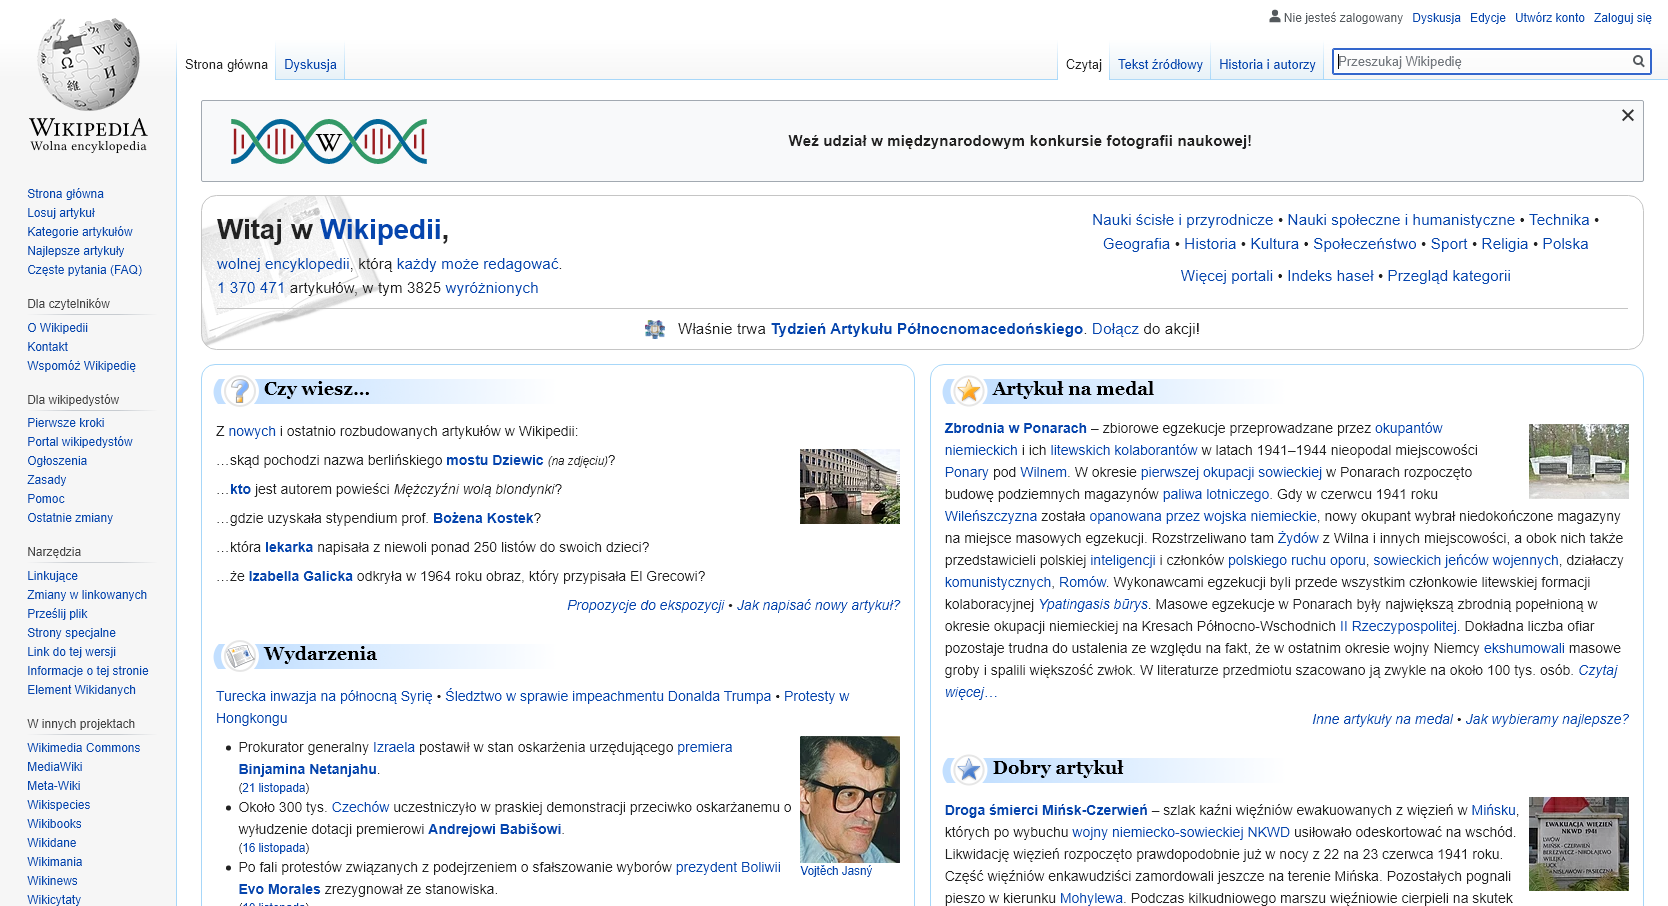 Nie jesteś zalogowany Dyskusja Edycje Utwórz konto Zaloguj się
Strona główna Dyskusja Czytaj Tekst źródłowy Historia i autorzy Przeszukaj Wikipedię
WIKIPEDIA
Wolna encyklopedia
Strona główna
Losuj artykuł
Kategorie artykułów
Najlepsze artykuły
Częste pytania (FAQ)
Dla czytelników
O Wikipedii
Kontakt
Wspomóż Wikipedię
Dla wikipedystów
Pierwsze kroki
Portal wikipedystów
Ogłoszenia
Zasady
Pomoc
Ostatnie zmiany
Narzędzia
Linkujące
Zmiany w linkowanych
Prześlij plik
Strony specjalne
Link do tej wersji
Informacje o tej stronie
Element Wikidanych
W innych projektach
Wikimedia Commons
MediaWiki
Meta-Wiki
Wikispecies
Wikibooks
Wikidane
Wikimania
Wikinews
Wikicytaty
W
Weź udział w międzynarodowym konkursie fotografii naukowej!
Witaj w Wikipedii,
wolnej encyklopedii, którą każdy może redagować.
1 370 471 artykułów, w tym 3825 wyróżnionych
Nauki ścisłe i przyrodnicze • Nauki społeczne i humanistyczne • Technika •
Geografia • Historia • Kultura • Społeczeństwo • Sport • Religia • Polska
Więcej portali • Indeks haseł • Przegląd kategorii
Właśnie trwa Tydzień Artykułu Północnomacedońskiego. Dołącz do akcji!
Czy wiesz...
Z nowych i ostatnio rozbudowanych artykułów w Wikipedii:
…skąd pochodzi nazwa berlińskiego mostu Dziewic (na zdjęciu)?
…kto jest autorem powieści Mężczyźni wolą blondynki?
…gdzie uzyskała stypendium prof. Bożena Kostek?
…która lekarka napisała z niewoli ponad 250 listów do swoich dzieci?
…że Izabella Galicka odkryła w 1964 roku obraz, który przypisała El Grecowi?
Propozycje do ekspozycji • Jak napisać nowy artykuł?
Wydarzenia
Turecka inwazja na północną Syrię • Śledztwo w sprawie impeachmentu Donalda Trumpa • Protesty w
Hongkongu
• Prokurator generalny Izraela postawił w stan oskarżenia urzędującego premiera
Binjamina Netanjahu.
(21 listopada)
• Około 300 tys. Czechów uczestniczyło w praskiej demonstracji przeciwko oskarżanemu o
wyłudzenie dotacji premierowi Andrejowi Babišowi.
(16 listopada)
• Po fali protestów związanych z podejrzeniem o sfałszowanie wyborów prezydent Boliwii
Evo Morales zrezygnował ze stanowiska.
Vojtěch Jasný
Artykuł na medal
Zbrodnia w Ponarach – zbiorowe egzekucje przeprowadzane przez okupantów
niemieckich i ich litewskich kolaborantów w latach 1941–1944 nieopodal miejscowości
Ponary pod Wilnem. W okresie pierwszej okupacji sowieckiej w Ponarach rozpoczęto
budowę podziemnych magazynów paliwa lotniczego. Gdy w czerwcu 1941 roku
Wileńszczyzna została opanowana przez wojska niemieckie, nowy okupant wybrał niedokończone magazyny
na miejsce masowych egzekucji. Rozstrzeliwano tam Żydów z Wilna i innych miejscowości, a obok nich także
przedstawicieli polskiej inteligencji i członków polskiego ruchu oporu, sowieckich jeńców wojennych, działaczy
komunistycznych, Romów. Wykonawcami egzekucji byli przede wszystkim członkowie litewskiej formacji
kolaboracyjnej Ypatingasis būrys. Masowe egzekucje w Ponarach były największą zbrodnią popełnioną w
okresie okupacji niemieckiej na Kresach Północno-Wschodnich II Rzeczypospolitej. Dokładna liczba ofiar
pozostaje trudna do ustalenia ze względu na fakt, że w ostatnim okresie wojny Niemcy ekshumowali masowe
groby i spalili większość zwłok. W literaturze przedmiotu szacowano ją zwykle na około 100 tys. osób. Czytaj
więcej…
Inne artykuły na medal • Jak wybieramy najlepsze?
Dobry artykuł
Droga śmierci Mińsk-Czerwień – szlak kaźni więźniów ewakuowanych z więzień w Mińsku,
których po wybuchu wojny niemiecko-sowieckiej NKWD usiłowało odeskortować na wschód.
Likwidację więzień rozpoczęto prawdopodobnie już w nocy z 22 na 23 czerwca 1941 roku.
Część więźniów enkawudziści zamordowali jeszcze na terenie Mińska. Pozostałych pognali
pieszo w kierunku Mohylewa. Podczas kilkudniowego marszu więźniowie cierpieli na skutek
EWAKUACJA WIĘZIEŃ
NKWD 1941
LWÓW
MIŃSK-CZERWIEŃ
BEREZWECZ-NIKOŁAJEWO
WILEJKA
ŁUCK